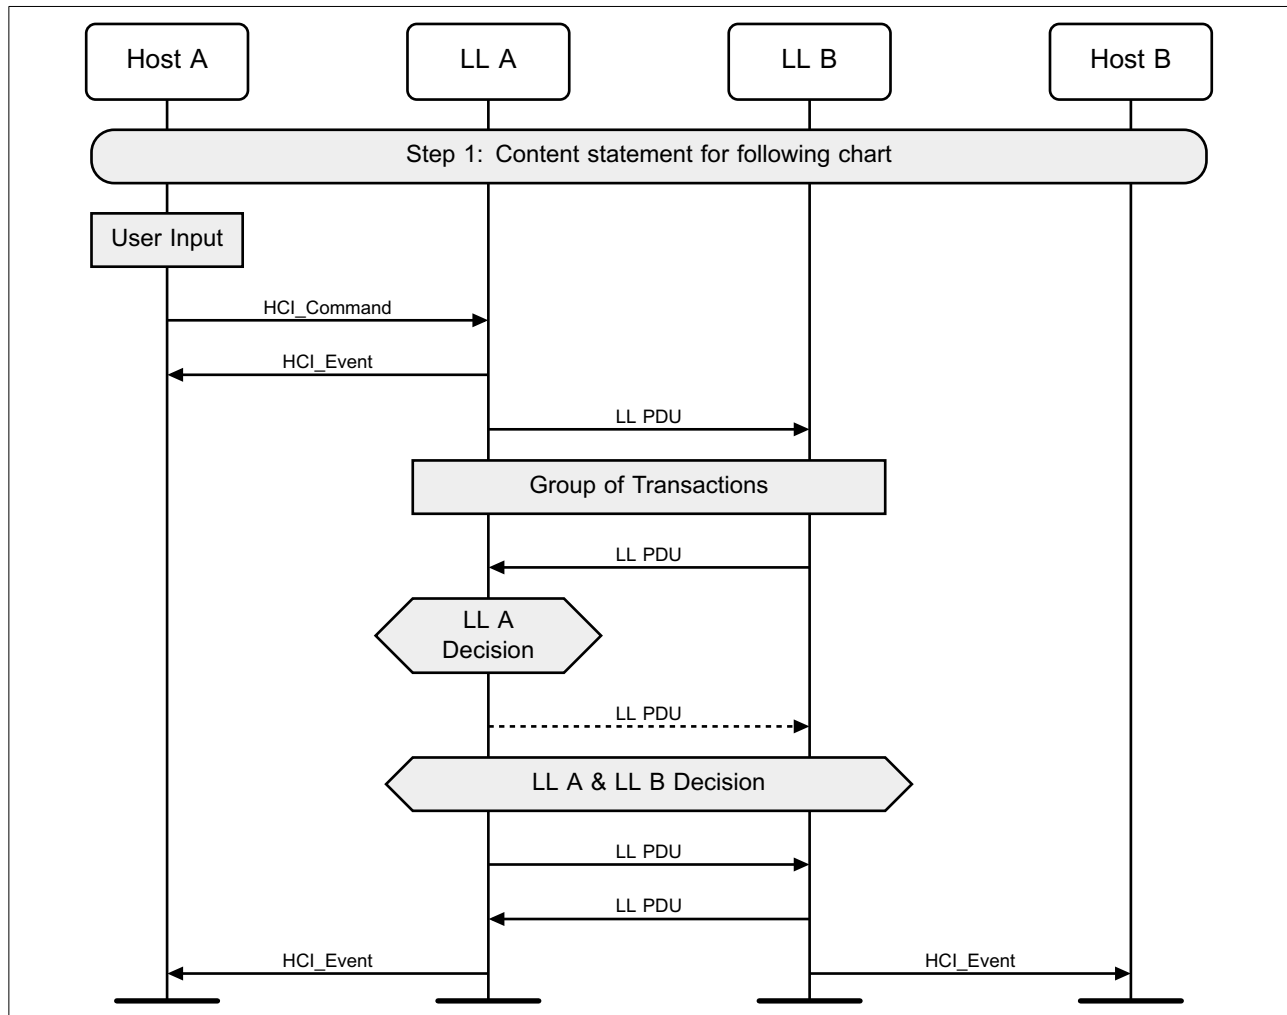 Host A
LL A
LL B
Host B
Step 1: Content statement for following chart
User Input
HCI_Command
HCI_Event
LL PDU
Group of Transactions
LL PDU
LL A
Decision
LL PDU
LL A & LL B Decision
LL PDU
LL PDU
HCI_Event
HCI_Event